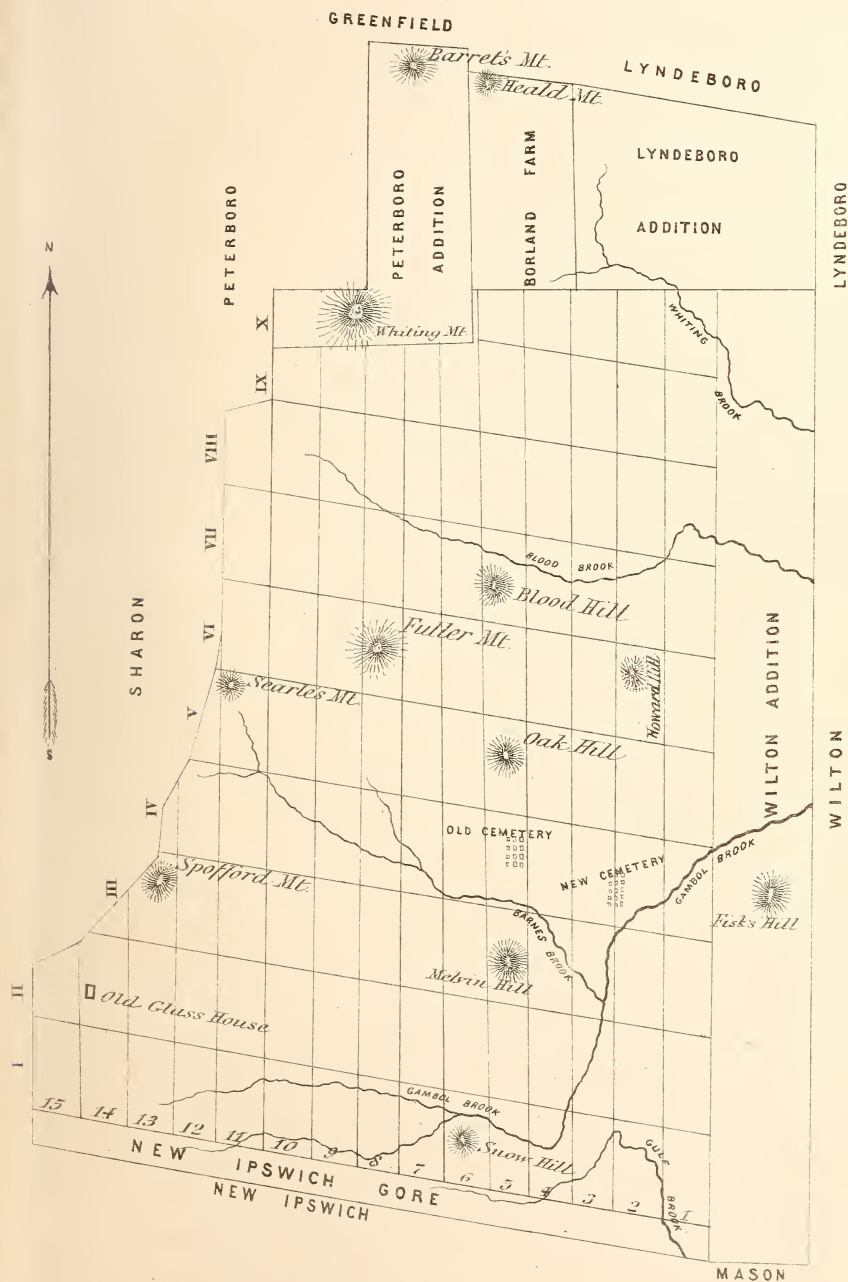 GREENFIELD
Barret's Mt.
LYNDEBORO
Heald Mt.
LYNDEBORO
ADDITION
BORLAND FARM
PETERBORO
ADDITION
PETERBORO
LYNDEBORO
N
X
Whiting Mt.
WHITING
BROOK
IX
VIII
VII
BLOOD BROOK
Blood Hill
VI
Fuller Mt.
SHARON
Howard Hill
WILTON ADDITION
WILTON
Searles Mt.
V
Oak Hill
S
IV
OLD CEMETERY
NEW CEMETERY
GAMBOL BROOK
III
Spofford Mt.
BARNES
BROOK
Fisk's Hill
Melvin Hill
II
Old Glass House
I
GAMBOL BROOK
Snow Hill
GULF
BROOK
15 14 13 12 11 10 9 8 7 6 5 4 3 2 1
NEW IPSWICH GORE
NEW IPSWICH
MASON